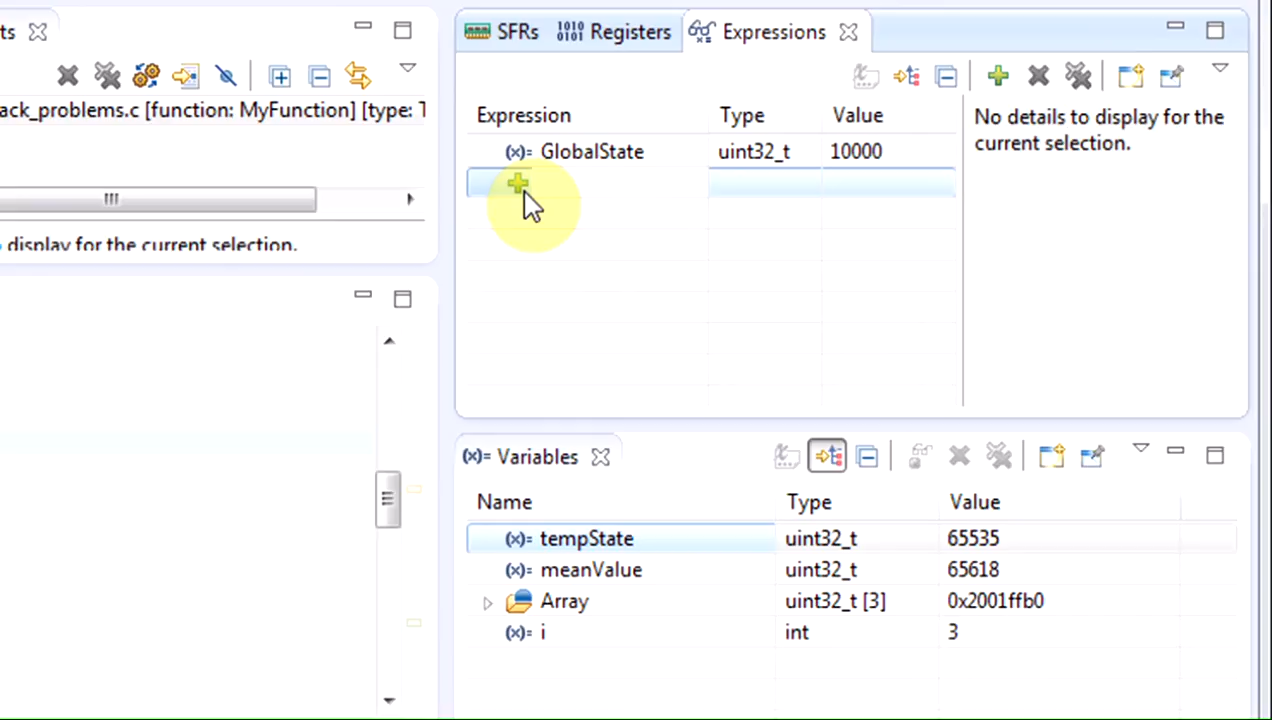 ts
ack_problems.c [function: MyFunction] [type: T
display for the current selection.
SFRs Registers Expressions
Expression Type Value
(x)= GlobalState uint32_t 10000
No details to display for the
current selection.
(x)= Variables
Name Type Value
(x)= tempState uint32_t 65535
(x)= meanValue uint32_t 65618
Array uint32_t [3] 0x2001ffb0
(x)= i int 3